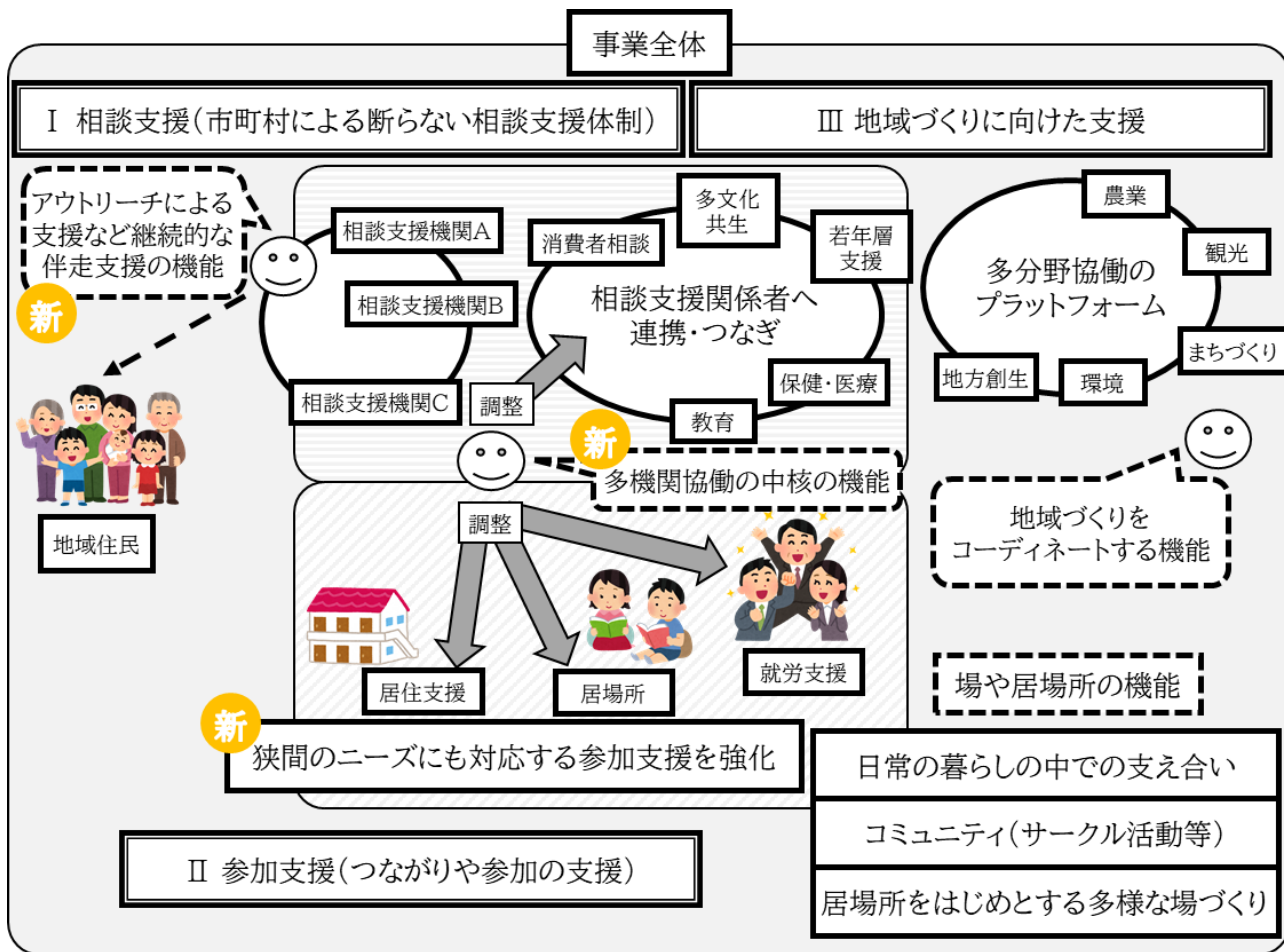 事業全体
Ⅰ 相談支援(市町村による断らない相談支援体制)
Ⅲ 地域づくりに向けた支援
アウトリーチによる
支援など継続的な
伴走支援の機能
新
地域住民
相談支援機関A
相談支援機関B
相談支援機関C
調整
消費者相談
多文化
共生
若年層
支援
相談支援関係者へ
連携・つなぎ
保健・医療
教育
新
多機関協働の中核の機能
農業
観光
多分野協働の
プラットフォーム
まちづくり
地方創生
環境
地域づくりを
コーディネートする機能
調整
居住支援
居場所
就労支援
新
狭間のニーズにも対応する参加支援を強化
場や居場所の機能
日常の暮らしの中での支え合い
コミュニティ(サークル活動等)
居場所をはじめとする多様な場づくり
Ⅱ 参加支援(つながりや参加の支援)